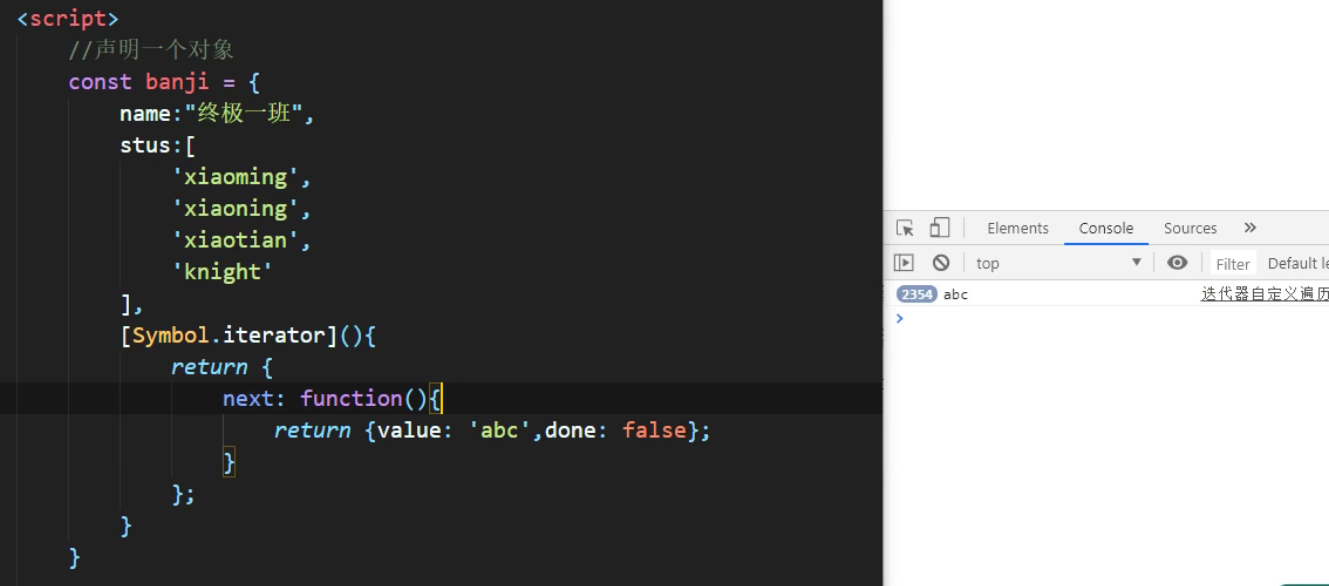 <script>
//声明一个对象
const banji = {
name:"终极一班",
stus:[
'xiaoming',
'xiaoning',
'xiaotian',
'knight'
],
[Symbol.iterator](){
return {
next: function(){
return {value: 'abc',done: false};
}
};
}
}
Elements Console Sources »
top Filter Default le
2354 abc 迭代器自定义遍历